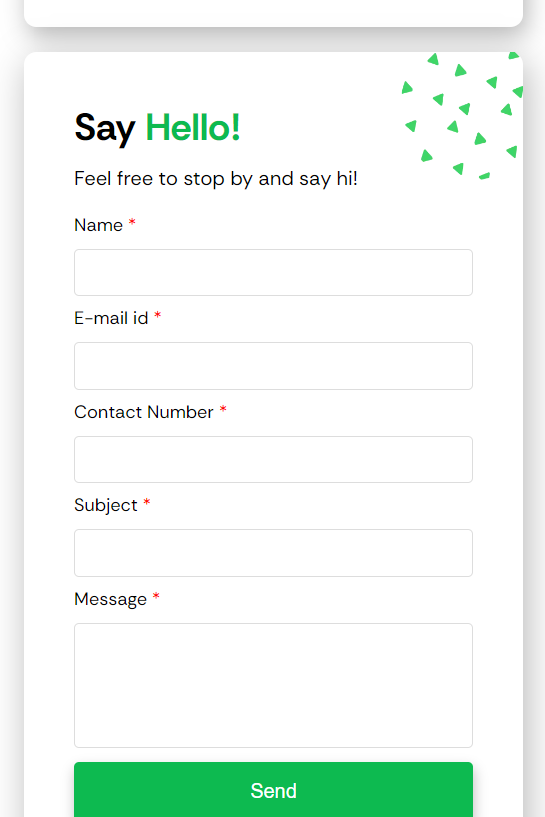 Say Hello!
Feel free to stop by and say hi!
Name *
E-mail id *
Contact Number *
Subject *
Message *
Send